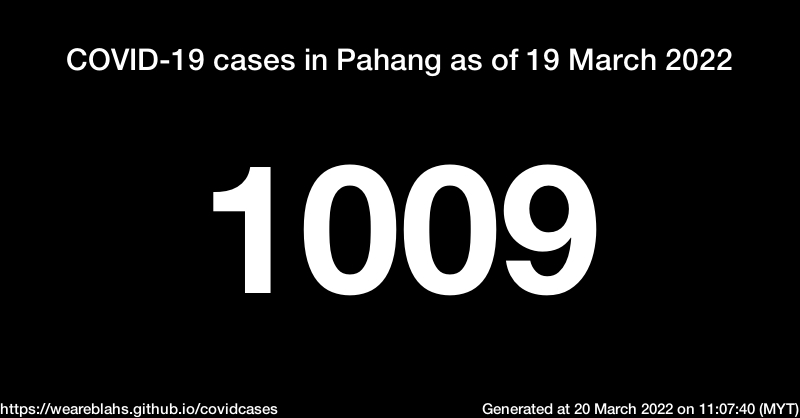 COVID-19 cases in Pahang as of 19 March 2022
1009
https://weareblahs.github.io/covidcases
Generated at 20 March 2022 on 11:07:40 (MYT)